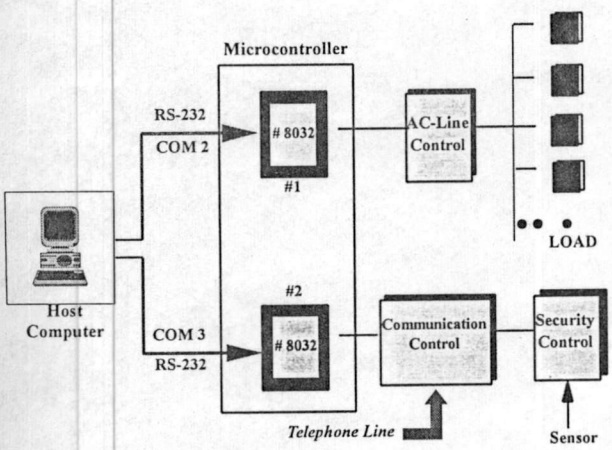 Microcontroller
RS-232
COM 2
# 8032
#1
AC-Line
Control
LOAD
Host
Computer
#2
COM 3
RS-232
# 8032
Communication
Control
Security
Control
Telephone Line
Sensor